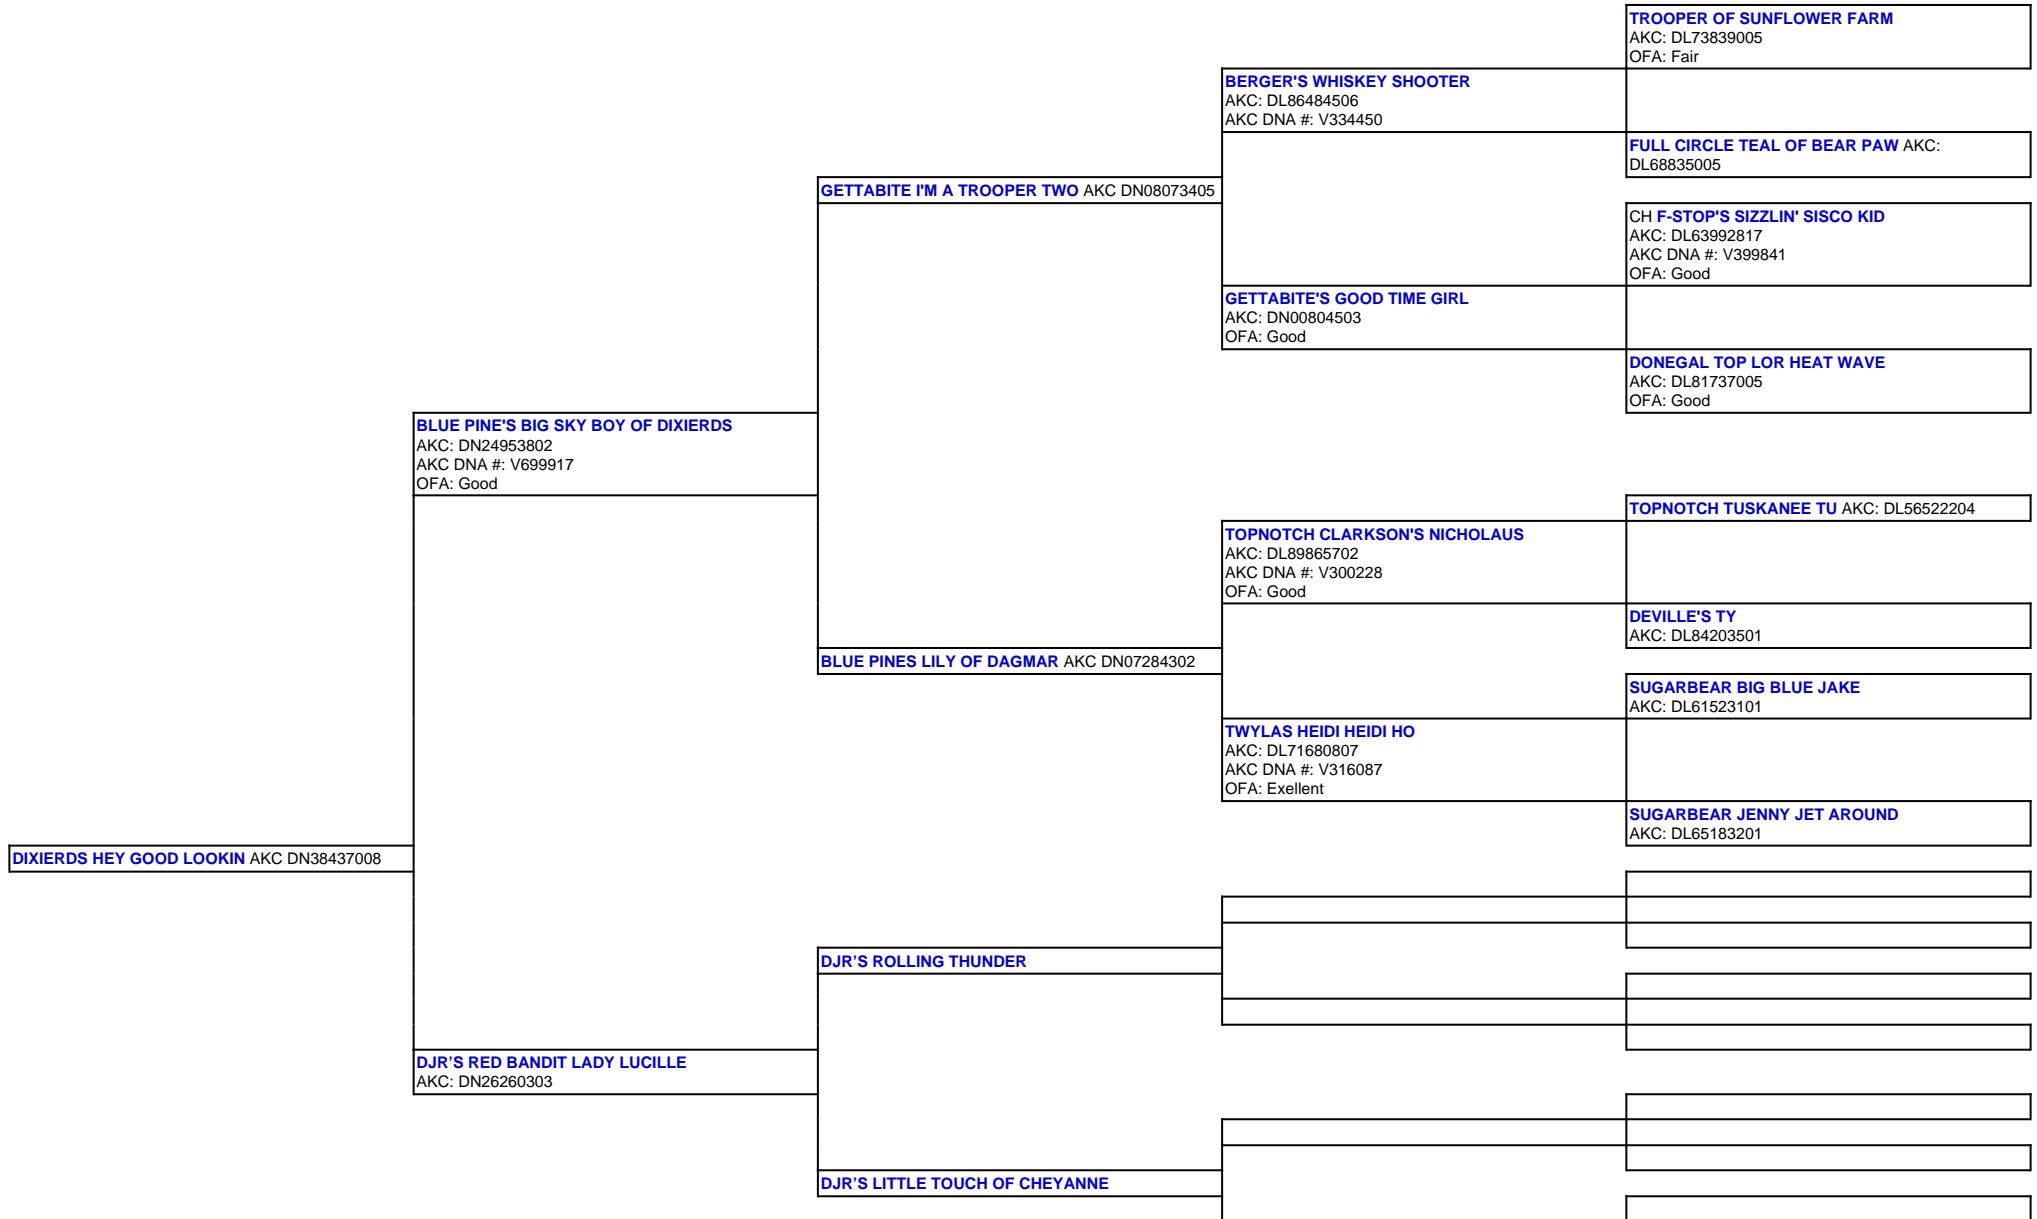 TROOPER OF SUNFLOWER FARM
AKC: DL73839005
OFA: Fair
BERGER'S WHISKEY SHOOTER
AKC: DL86484506
AKC DNA #: V334450
FULL CIRCLE TEAL OF BEAR PAW AKC:
DL68835005
GETTABITE I'M A TROOPER TWO AKC DN08073405
CH F-STOP'S SIZZLIN' SISCO KID
AKC: DL63992817
AKC DNA #: V399841
OFA: Good
GETTABITE'S GOOD TIME GIRL
AKC: DN00804503
OFA: Good
DONEGAL TOP LOR HEAT WAVE
AKC: DL81737005
OFA: Good
BLUE PINE'S BIG SKY BOY OF DIXIERDS
AKC: DN24953802
AKC DNA #: V699917
OFA: Good
TOPNOTCH TUSKANEE TU AKC: DL56522204
TOPNOTCH CLARKSON'S NICHOLAUS
AKC: DL89865702
AKC DNA #: V300228
OFA: Good
DEVILLE'S TY
AKC: DL84203501
BLUE PINES LILY OF DAGMAR AKC DN07284302
SUGARBEAR BIG BLUE JAKE
AKC: DL61523101
TWYLAS HEIDI HEIDI HO
AKC: DL71680807
AKC DNA #: V316087
OFA: Exellent
SUGARBEAR JENNY JET AROUND
AKC: DL65183201
DIXIERDS HEY GOOD LOOKIN AKC DN38437008
DJR’S ROLLING THUNDER
DJR’S RED BANDIT LADY LUCILLE
AKC: DN26260303
DJR’S LITTLE TOUCH OF CHEYANNE